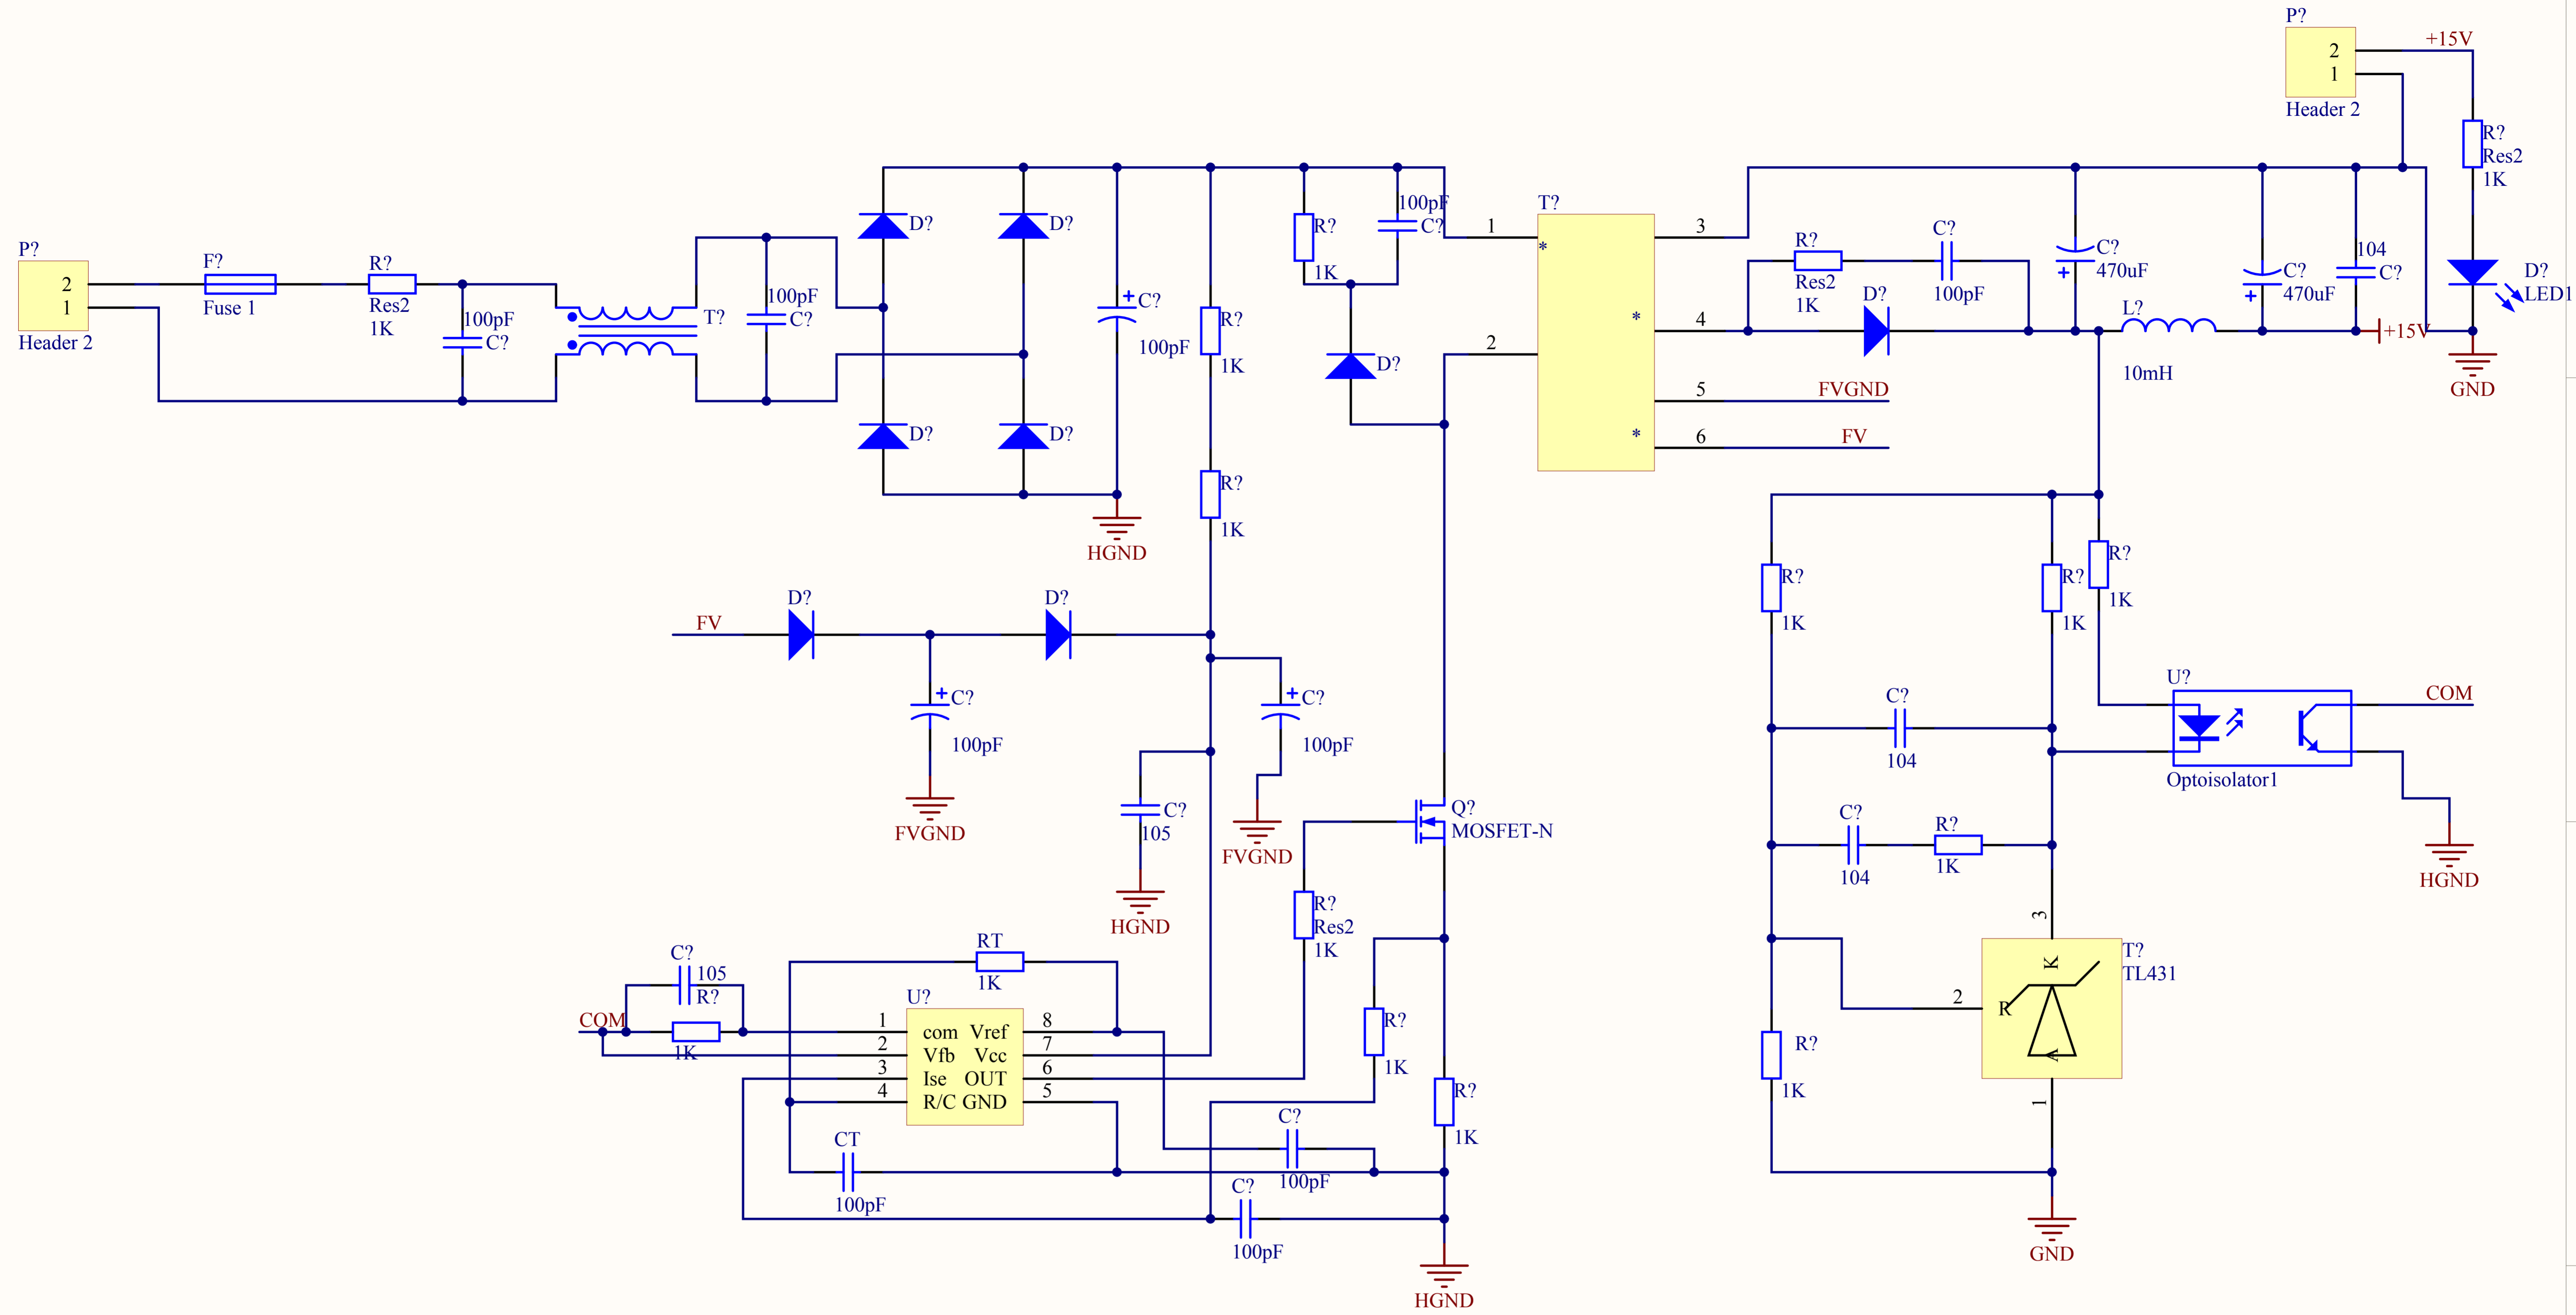 P?
2
1
Header 2
+15V
R?
Res2
1K
D?
LED1
GND
P?
2
1
Header 2
F?
Fuse 1
R?
Res2
1K
100pF
C?
T?
100pF
C?
D?
D?
D?
D?
C?
100pF
HGND
R?
1K
R?
1K
R?
1K
100pF
C?
D?
T?
1
*
2
3
*
4
5
*
6
FVGND
FV
R?
Res2
1K
C?
100pF
D?
C?
470uF
L?
10mH
C?
470uF
104
C?
+15V
FV
D?
D?
C?
100pF
FVGND
C?
105
HGND
C?
100pF
FVGND
Q?
MOSFET-N
R?
Res2
1K
R?
1K
R?
1K
C?
105
R?
COM
1K
RT
1K
U?
1 com Vref 8
2 Vfb Vcc 7
3 Ise OUT 6
4 R/C GND 5
CT
100pF
C?
100pF
C?
100pF
HGND
R?
1K
R?
1K
R?
1K
C?
104
C?
104
R?
1K
U?
Optoisolator1
COM
HGND
3
K
T?
TL431
2
R
A
1
R?
1K
GND